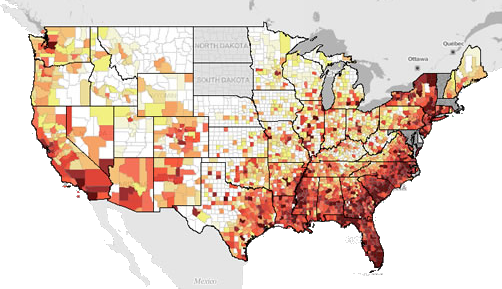 Québec
Ottawa
NORTH DAKOTA
SOUTH DAKOTA
Mexico